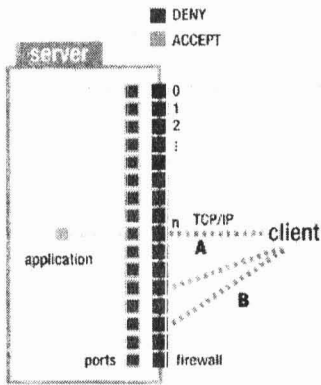 DENY
ACCEPT
server
0
1
2
⋮
n TCP/IP
A
client
application
B
ports
firewall